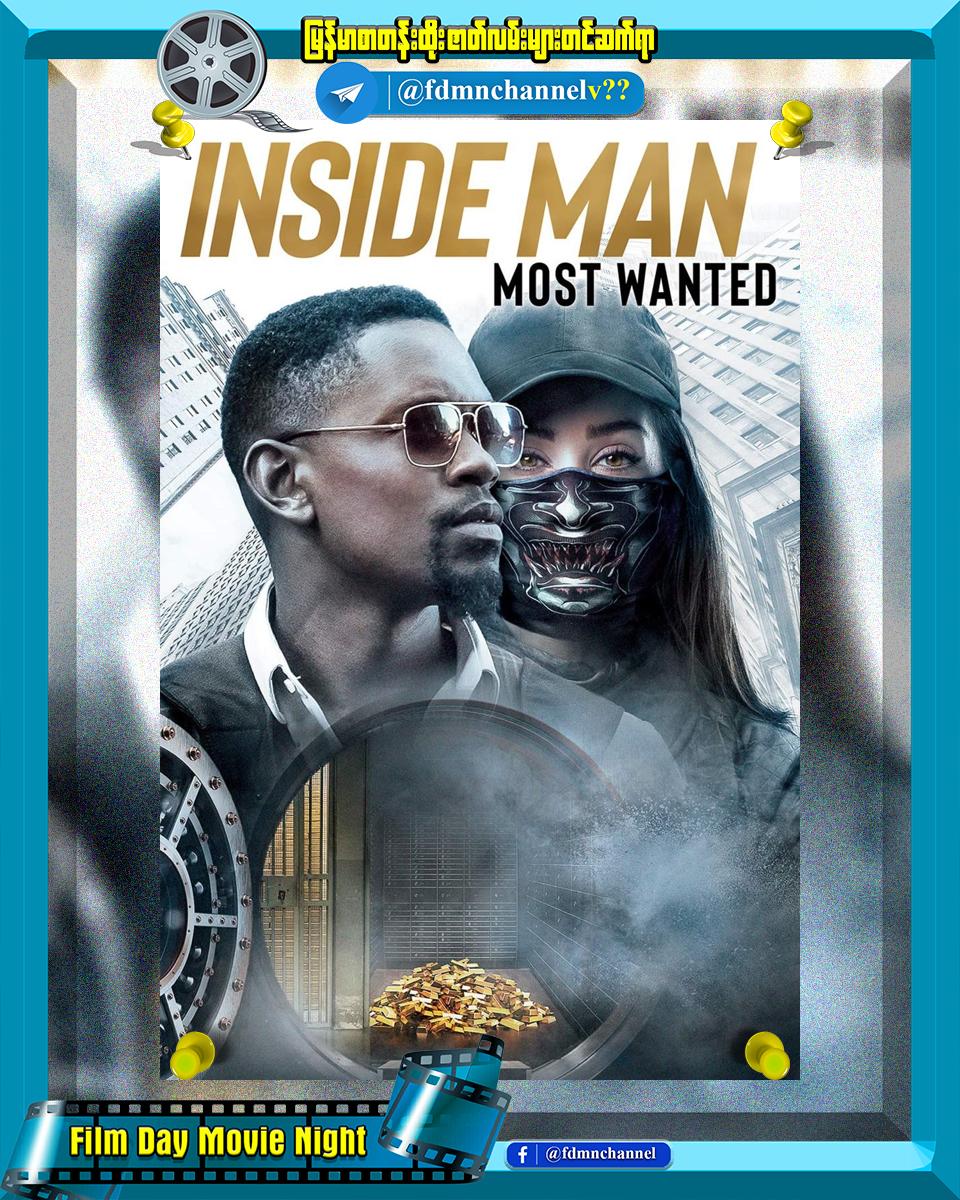 မြန်မာစာတန်းထိုးဇာတ်လမ်းများတင်ဆက်ရာ
@fdmnchannelv??
INSIDE MAN
MOST WANTED
Film Day Movie Night
@fdmnchannel